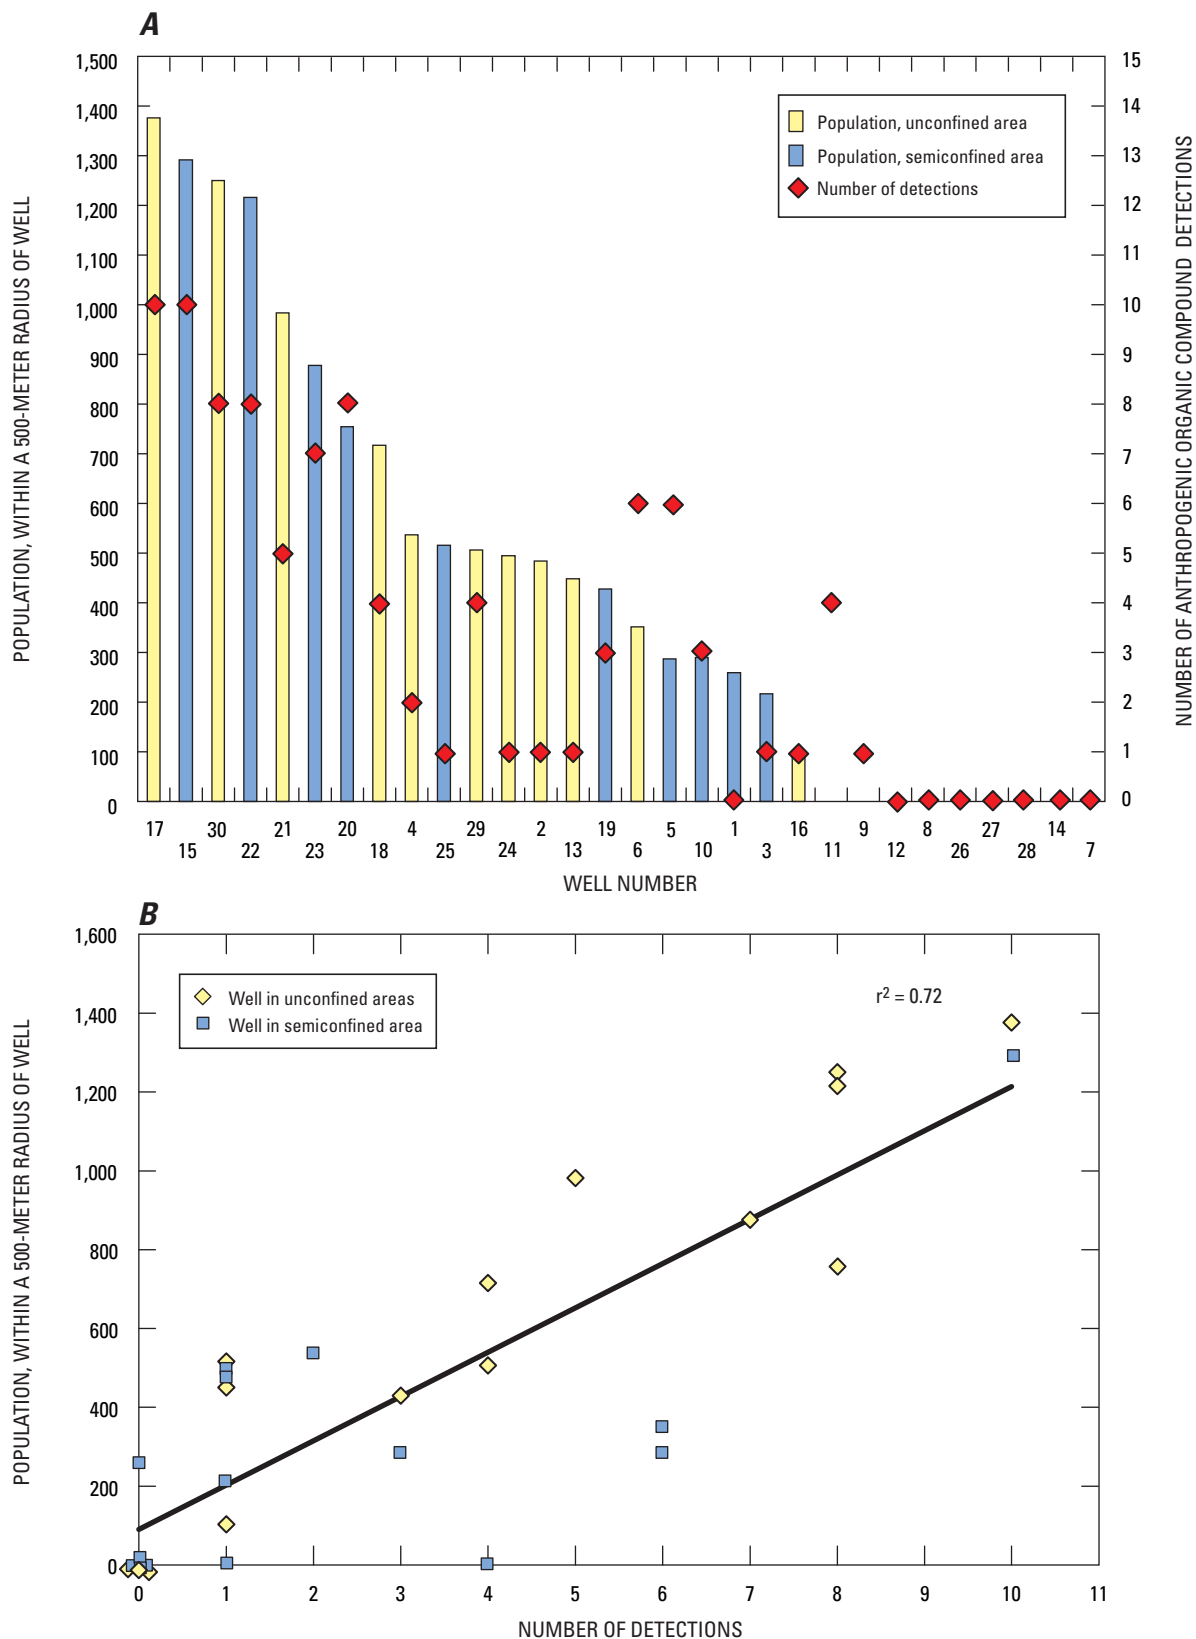 A
1,500
1,400
1,300
1,200
1,100
1,000
900
800
700
600
500
400
300
200
100
0
POPULATION, WITHIN A 500-METER RADIUS OF WELL
15
14
13
12
11
10
9
8
7
6
5
4
3
2
1
0
NUMBER OF ANTHROPOGENIC ORGANIC COMPOUND DETECTIONS
Population, unconfined area
Population, semiconfined area
Number of detections
17 30 21 20 4 29 2 19 5 1 16 9 8 27 14
15 22 23 18 25 24 13 6 10 3 11 12 26 28 7
WELL NUMBER
B
1,600
1,400
1,200
1,000
800
600
400
200
0
POPULATION, WITHIN A 500-METER RADIUS OF WELL
Well in unconfined areas
Well in semiconfined area
r² = 0.72
0 1 2 3 4 5 6 7 8 9 10 11
NUMBER OF DETECTIONS